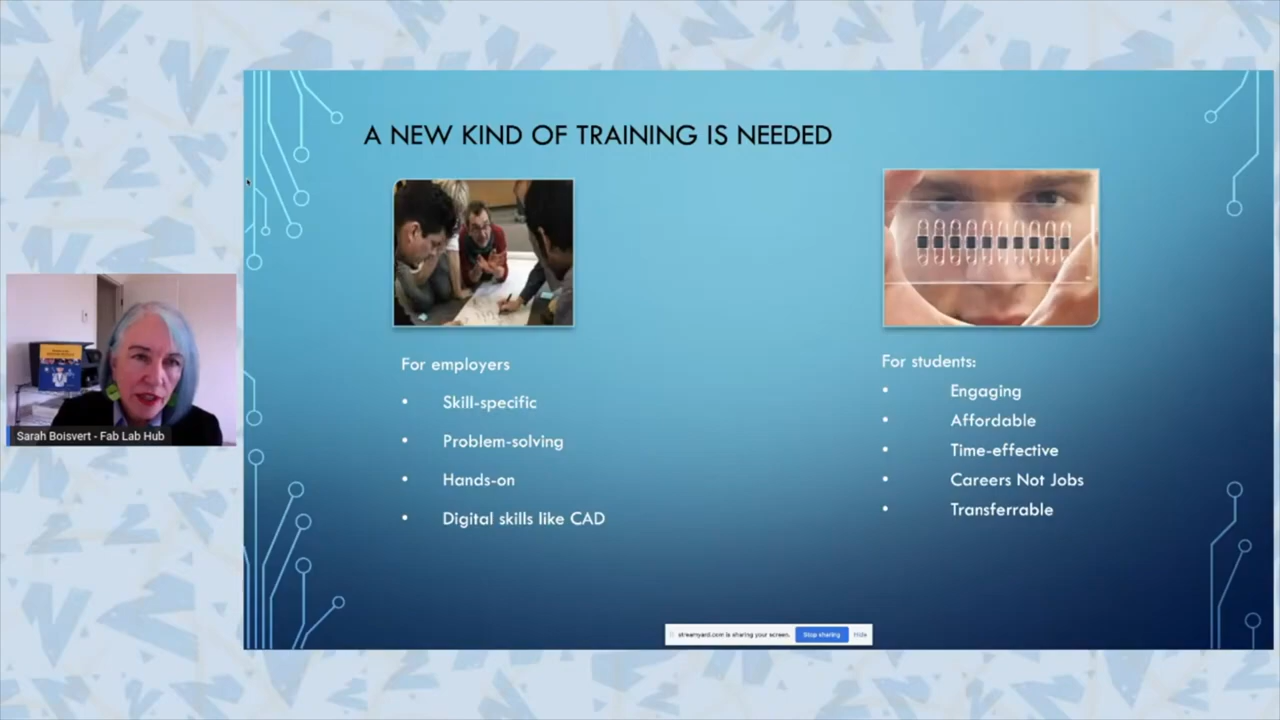 A NEW KIND OF TRAINING IS NEEDED
For employers
• Skill-specific
• Problem-solving
• Hands-on
• Digital skills like CAD
For students:
• Engaging
• Affordable
• Time-effective
• Careers Not Jobs
• Transferrable
Sarah Boisvert - Fab Lab Hub
streamyard.com is sharing your screen. Stop sharing Hide